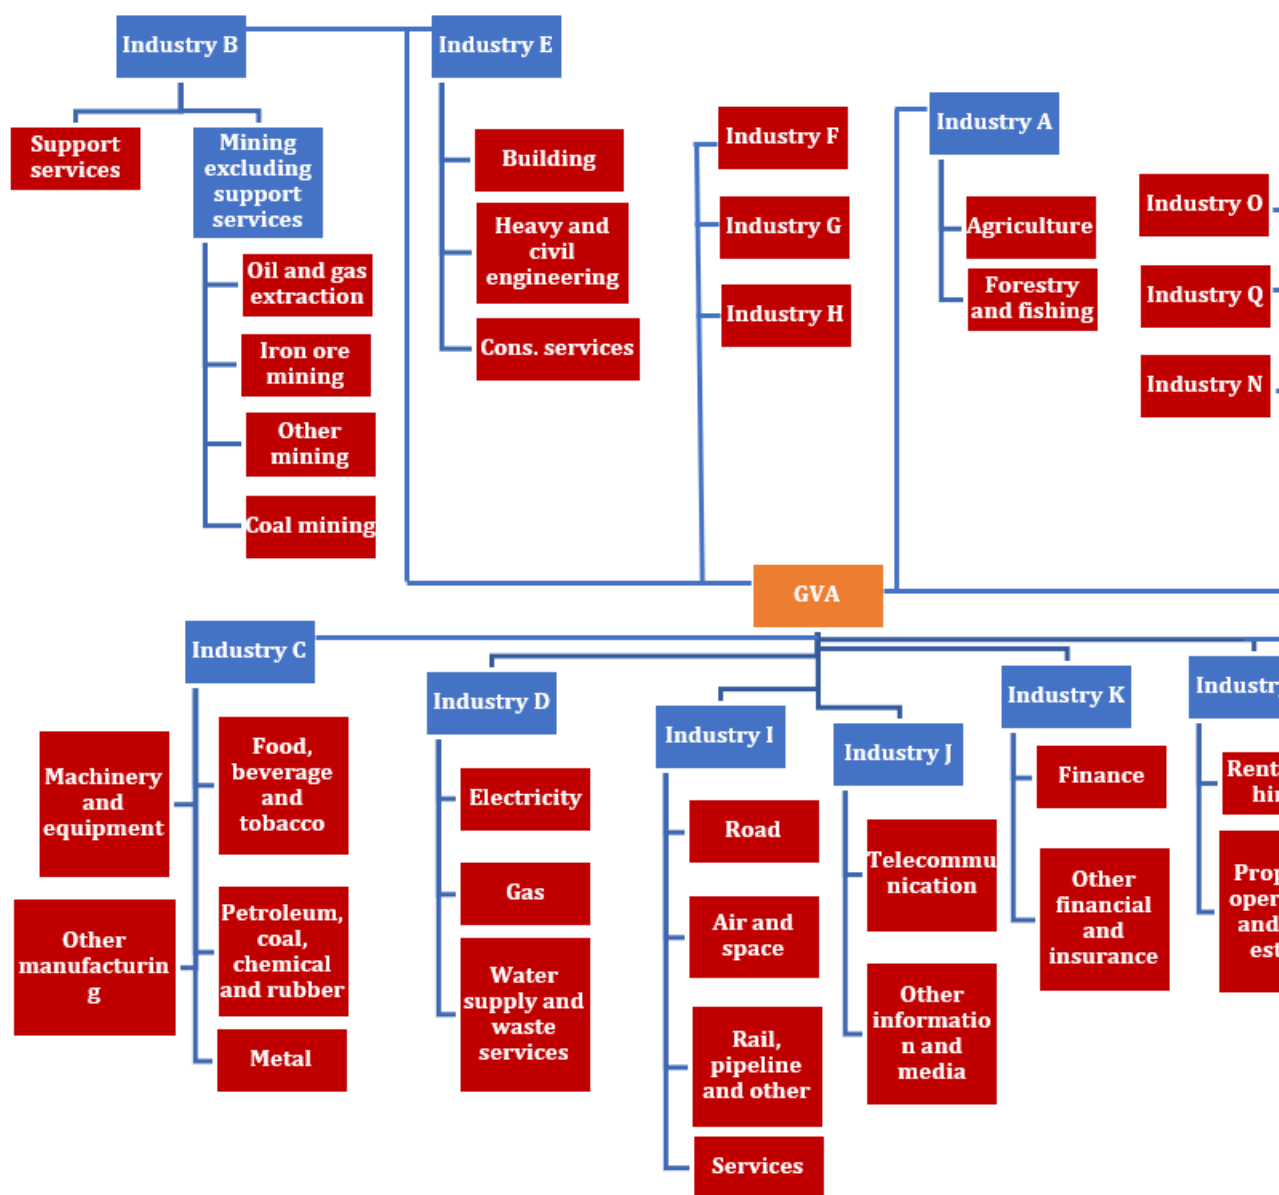 Industry B
Support
services
Mining
excluding
support
services
Oil and gas
extraction
Iron ore
mining
Other
mining
Coal mining
Industry E
Building
Heavy and
civil
engineering
Cons. services
Industry F
Industry G
Industry H
Industry A
Agriculture
Forestry
and fishing
Industry O
Industry Q
Industry N
GVA
Industry C
Machinery
and
equipment
Other
manufacturin
g
Food,
beverage
and
tobacco
Petroleum,
coal,
chemical
and rubber
Metal
Industry D
Electricity
Gas
Water
supply and
waste
services
Industry I
Road
Air and
space
Rail,
pipeline
and other
Services
Industry J
Telecommu
nication
Other
informatio
n and
media
Industry K
Finance
Other
financial
and
insurance
and